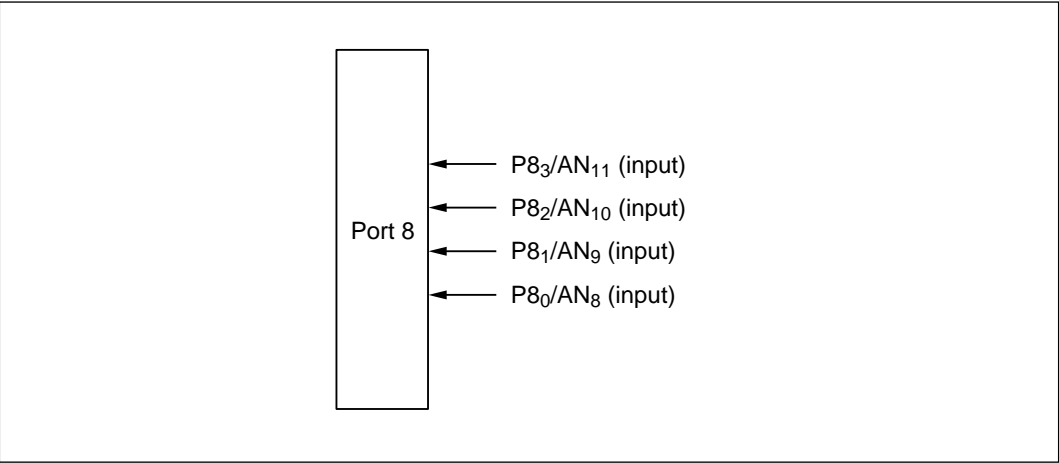 P8₃/AN₁₁ (input)
P8₂/AN₁₀ (input)
Port 8
P8₁/AN₉ (input)
P8₀/AN₈ (input)